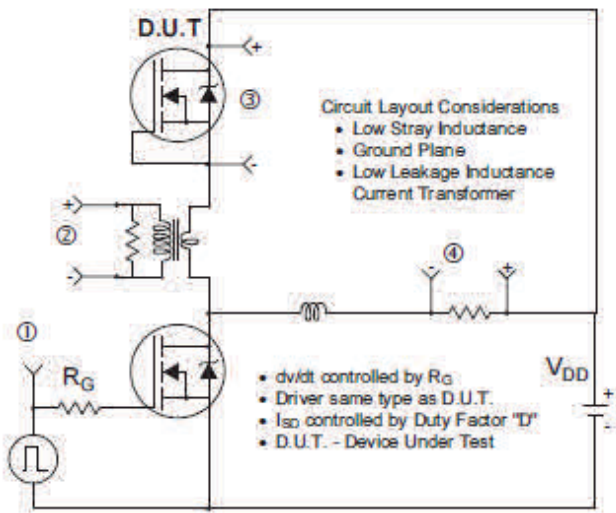 D.U.T
+
③
-
Circuit Layout Considerations
• Low Stray Inductance
• Ground Plane
• Low Leakage Inductance
Current Transformer
+
②
-
④
- +
①
RG
VDD
+
-
• dv/dt controlled by RG
• Driver same type as D.U.T.
• ISD controlled by Duty Factor "D"
• D.U.T. - Device Under Test